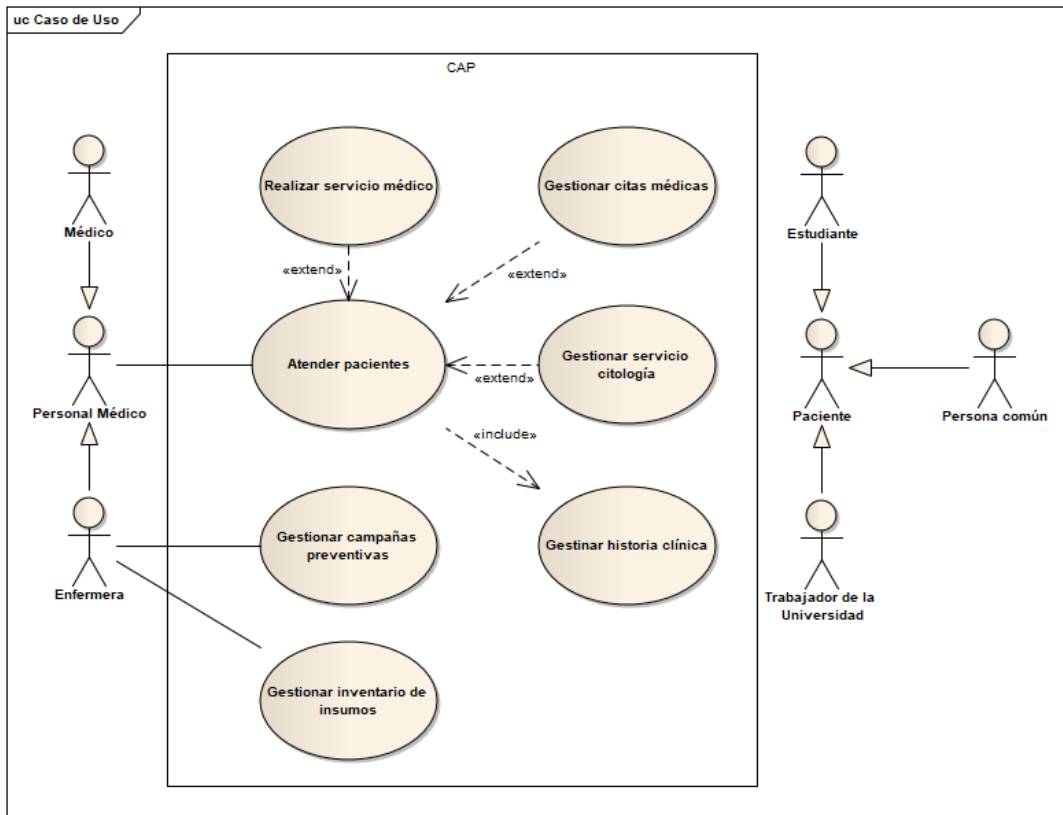 uc Caso de Uso
CAP
Realizar servicio médico
Gestionar citas médicas
Médico
Estudiante
«extend»
«extend»
Atender pacientes
Gestionar servicio
citología
«extend»
Personal Médico
Paciente
Persona común
«include»
Gestionar campañas
preventivas
Gestinar historia clínica
Enfermera
Trabajador de la
Universidad
Gestionar inventario de
insumos